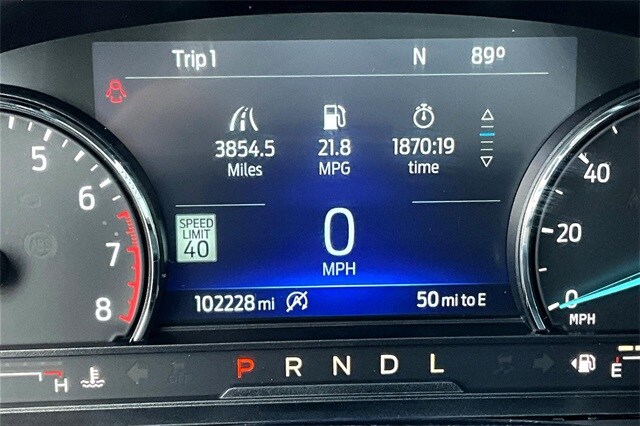 Trip 1 N 89º
3854.5 21.8 1870:19
Miles MPG time
5
6
7
8
SPEED
LIMIT
40
0
MPH
40
20
0
MPH
102228 mi 50 mi to E
H P R N D L E